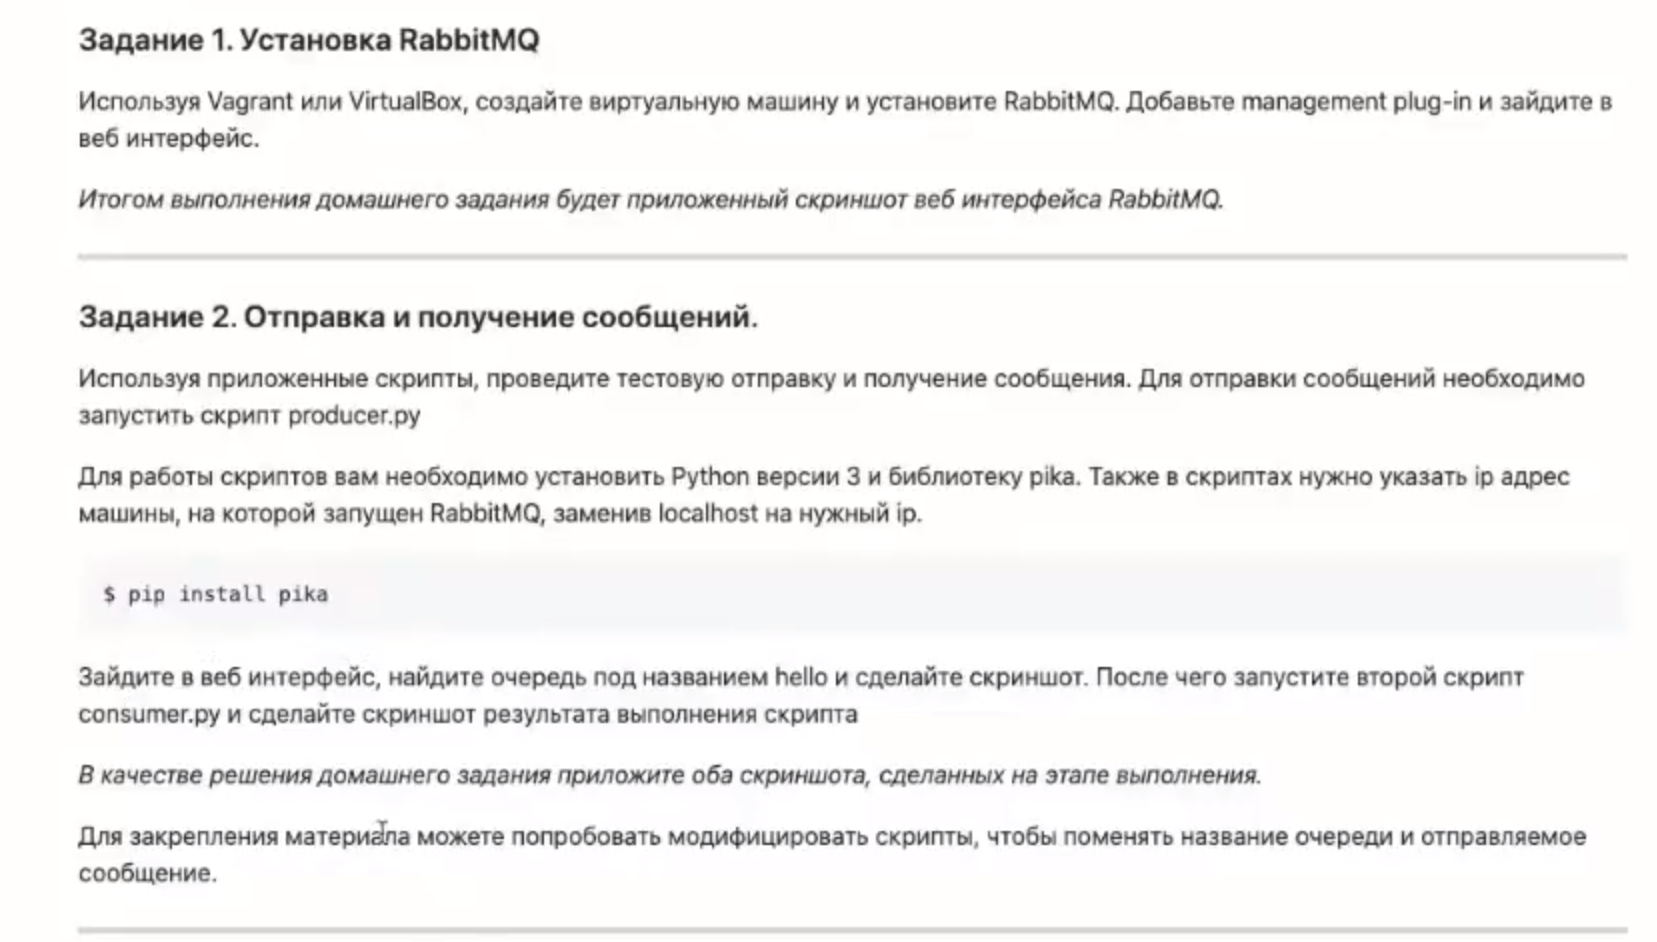 Задание 1. Установка RabbitMQ
Используя Vagrant или VirtualBox, создайте виртуальную машину и установите RabbitMQ. Добавьте management plug-in и зайдите в
веб интерфейс.
Итогом выполнения домашнего задания будет приложенный скриншот веб интерфейса RabbitMQ.
Задание 2. Отправка и получение сообщений.
Используя приложенные скрипты, проведите тестовую отправку и получение сообщения. Для отправки сообщений необходимо
запустить скрипт producer.py
Для работы скриптов вам необходимо установить Python версии 3 и библиотеку pika. Также в скриптах нужно указать ip адрес
машины, на которой запущен RabbitMQ, заменив localhost на нужный ip.
$ pip install pika
Зайдите в веб интерфейс, найдите очередь под названием hello и сделайте скриншот. После чего запустите второй скрипт
consumer.py и сделайте скриншот результата выполнения скрипта
В качестве решения домашнего задания приложите оба скриншота, сделанных на этапе выполнения.
Для закрепления материала можете попробовать модифицировать скрипты, чтобы поменять название очереди и отправляемое
сообщение.